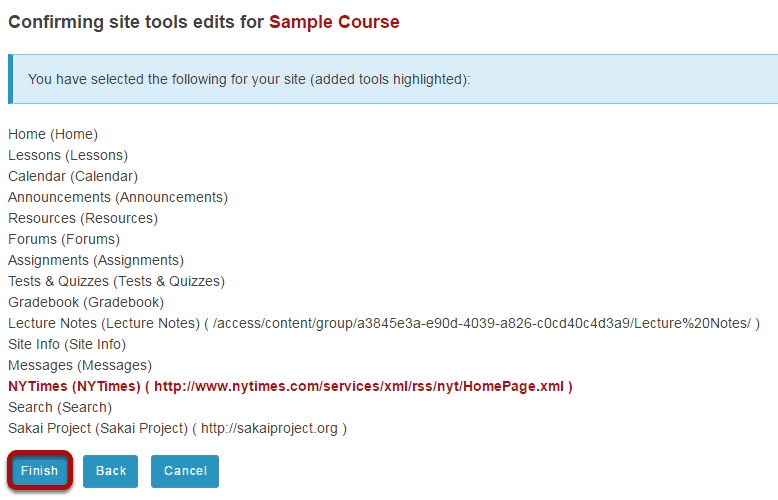 Confirming site tools edits for Sample Course
You have selected the following for your site (added tools highlighted):
Home (Home)
Lessons (Lessons)
Calendar (Calendar)
Announcements (Announcements)
Resources (Resources)
Forums (Forums)
Assignments (Assignments)
Tests & Quizzes (Tests & Quizzes)
Gradebook (Gradebook)
Lecture Notes (Lecture Notes) ( /access/content/group/a3845e3a-e90d-4039-a826-c0cd40c4d3a9/Lecture%20Notes/ )
Site Info (Site Info)
Messages (Messages)
NYTimes (NYTimes) ( http://www.nytimes.com/services/xml/rss/nyt/HomePage.xml )
Search (Search)
Sakai Project (Sakai Project) ( http://sakaiproject.org )
Finish Back Cancel